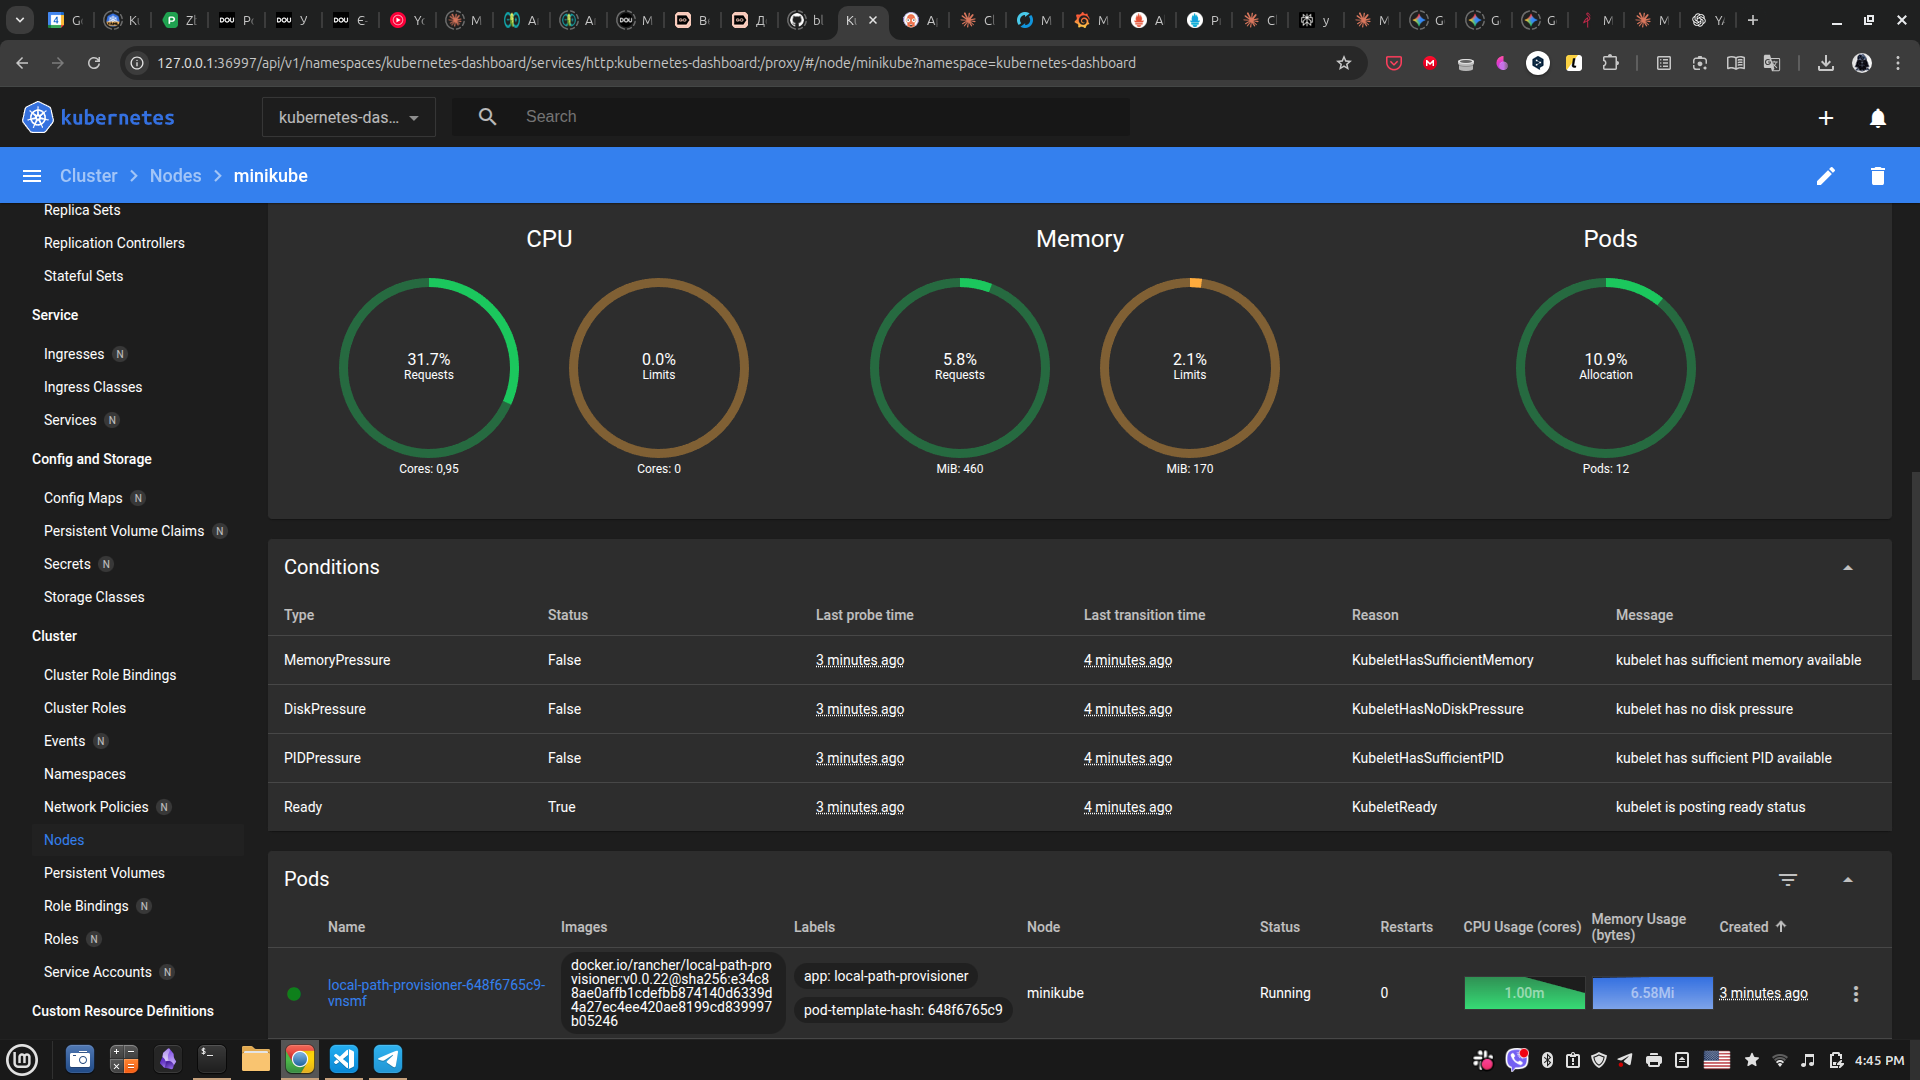 127.0.0.1:36997/api/v1/namespaces/kubernetes-dashboard/services/http:kubernetes-dashboard:/proxy/#/node/minikube?namespace=kubernetes-dashboard
kubernetes
kubernetes-das...
Search
Cluster
Nodes
minikube
Replica Sets
Replication Controllers
Stateful Sets
Service
Ingresses N
Ingress Classes
Services N
Config and Storage
Config Maps N
Persistent Volume Claims N
Secrets N
Storage Classes
Cluster
Cluster Role Bindings
Cluster Roles
Events N
Namespaces
Network Policies N
Nodes
Persistent Volumes
Role Bindings N
Roles N
Service Accounts N
Custom Resource Definitions
CPU
31.7%
Requests
Cores: 0,95
0.0%
Limits
Cores: 0
Memory
5.8%
Requests
MiB: 460
2.1%
Limits
MiB: 170
Pods
10.9%
Allocation
Pods: 12
Conditions
Type Status Last probe time Last transition time Reason Message
MemoryPressure False 3 minutes ago 4 minutes ago KubeletHasSufficientMemory kubelet has sufficient memory available
DiskPressure False 3 minutes ago 4 minutes ago KubeletHasNoDiskPressure kubelet has no disk pressure
PIDPressure False 3 minutes ago 4 minutes ago KubeletHasSufficientPID kubelet has sufficient PID available
Ready True 3 minutes ago 4 minutes ago KubeletReady kubelet is posting ready status
Pods
Name Images Labels Node Status Restarts CPU Usage (cores) Memory Usage (bytes) Created
local-path-provisioner-648f6765c9-
vnsmf
docker.io/rancher/local-path-pro
visioner:v0.0.22@sha256:e34c8
8ae0affb1cdefbb874140d6339d
4a27ec4ee420ae8199cd839997
b05246
app: local-path-provisioner
pod-template-hash: 648f6765c9
minikube
Running
0
1.00m
6.58Mi
3 minutes ago
4:45 PM